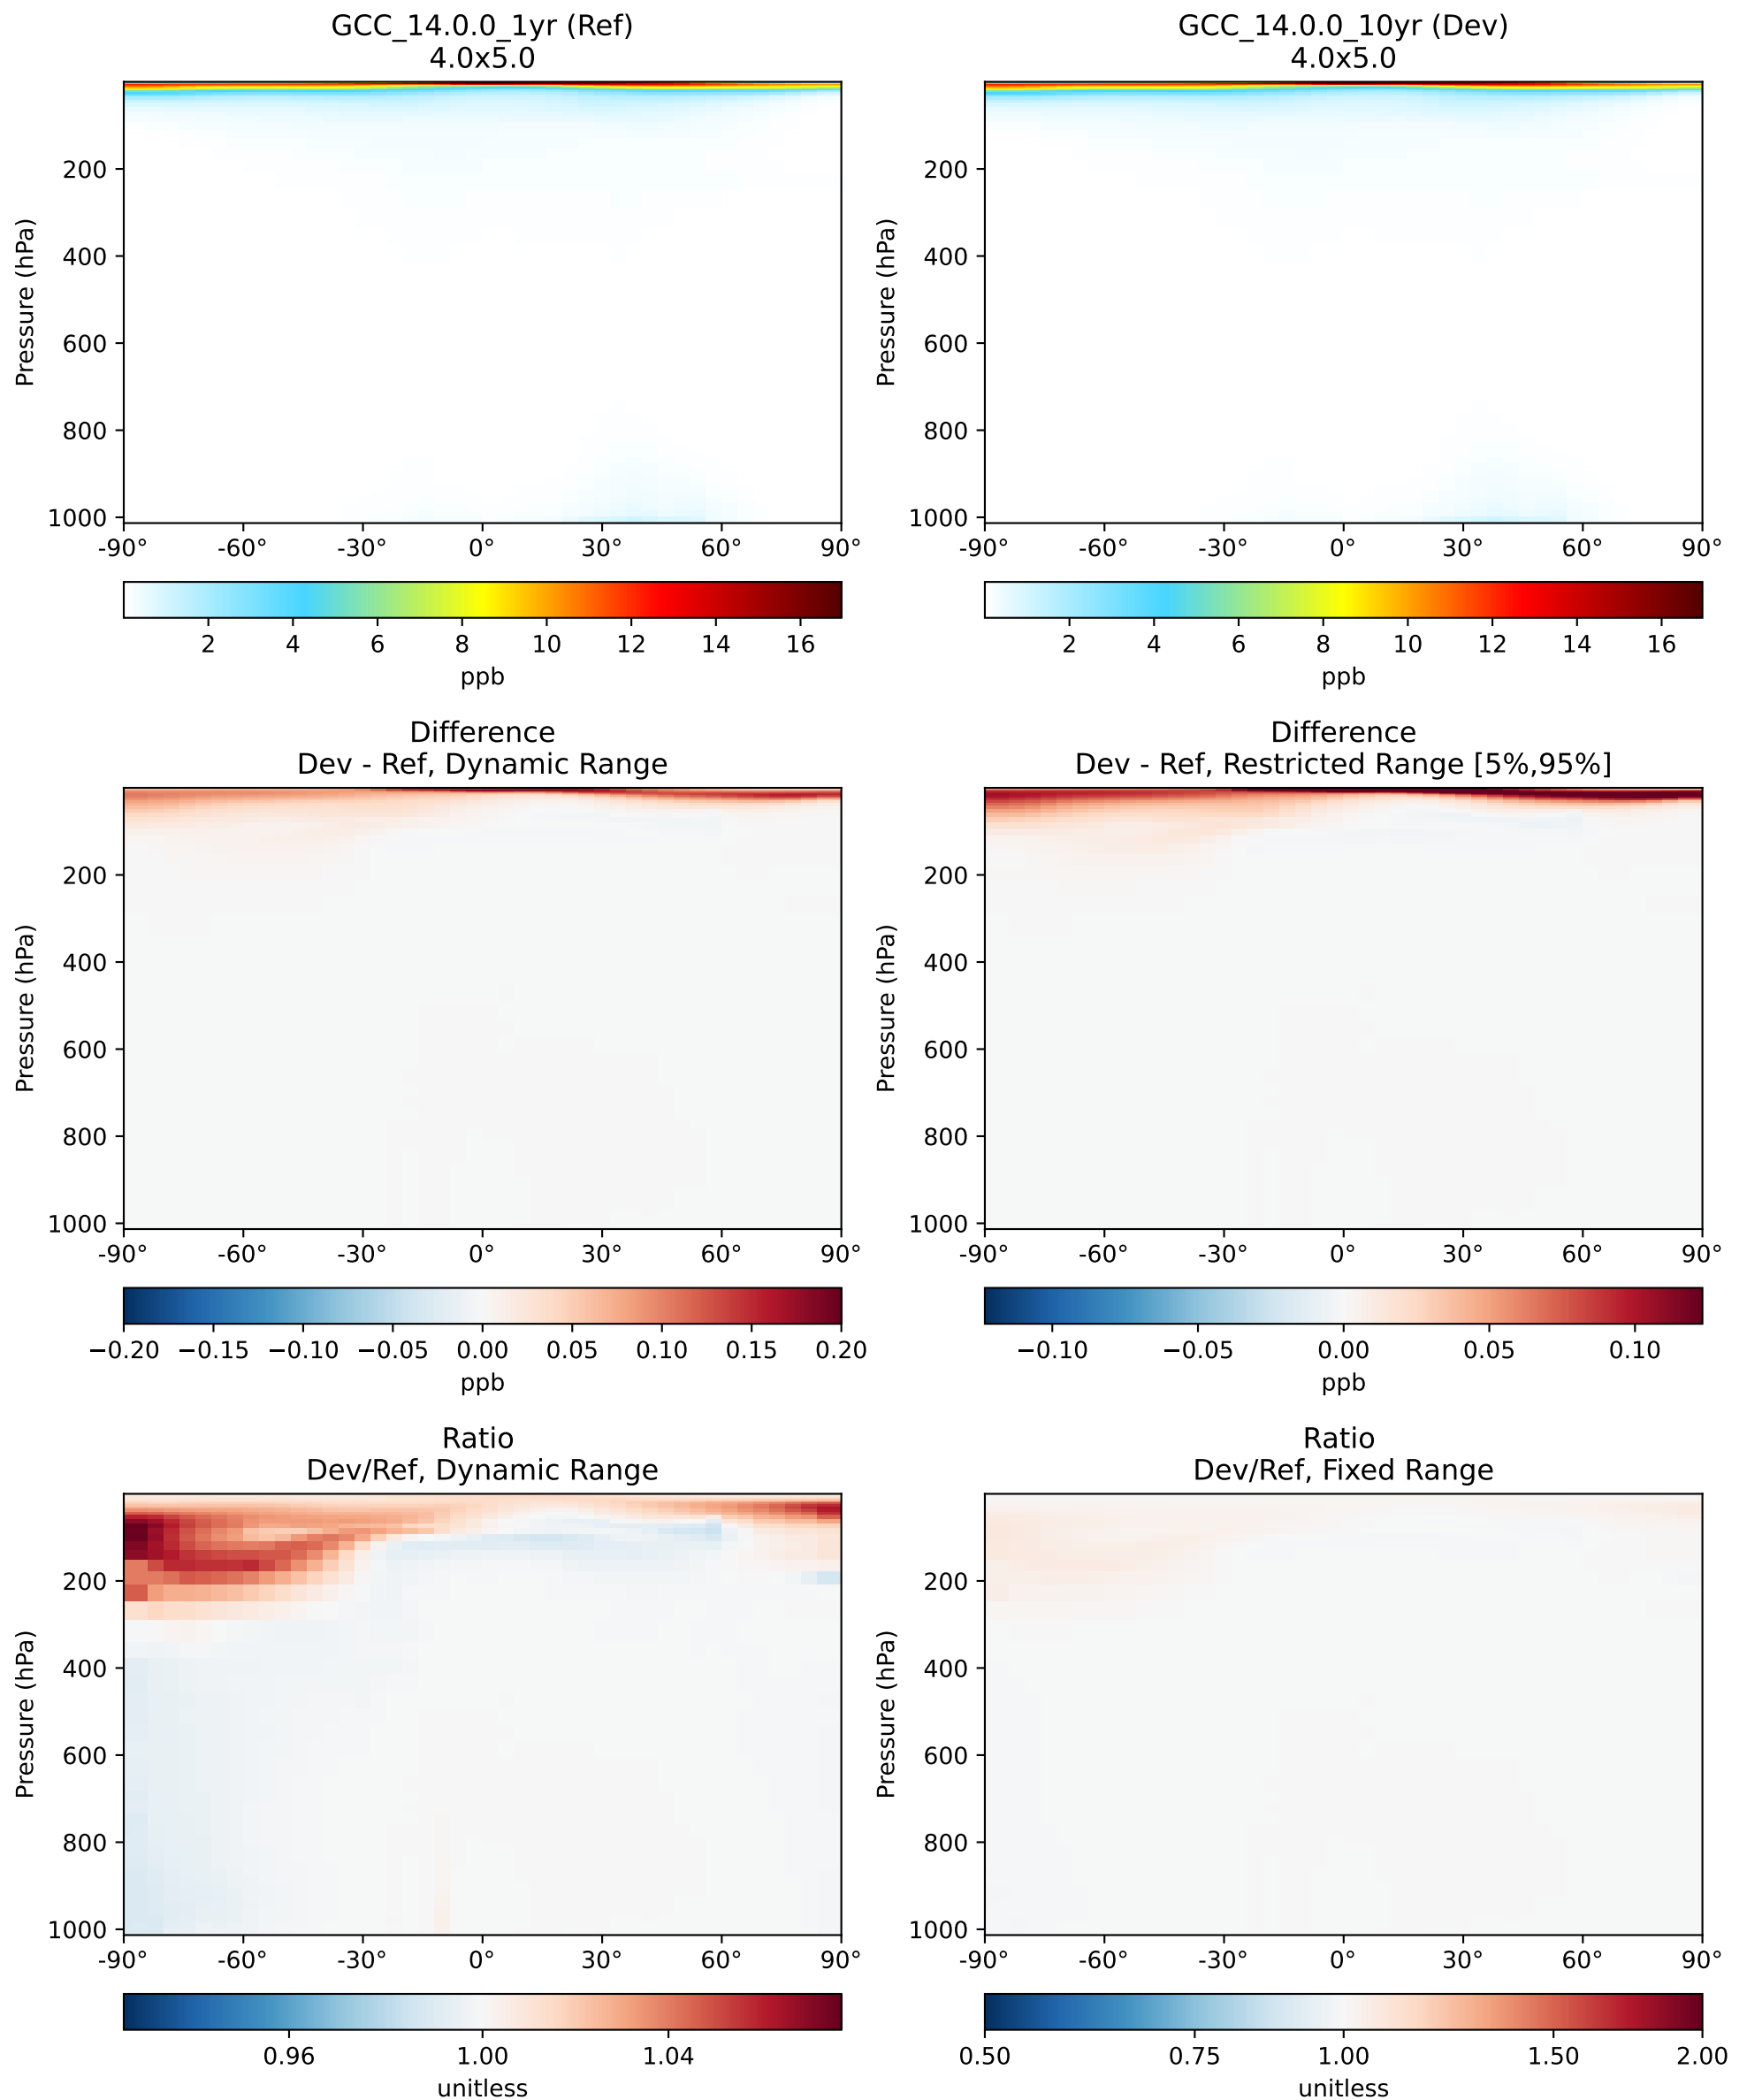 GCC_14.0.0_1yr (Ref)
4.0x5.0
Pressure (hPa)
200
400
600
800
1000
-90° -60° -30° 0° 30° 60° 90°
2 4 6 8 10 12 14 16
ppb
GCC_14.0.0_10yr (Dev)
4.0x5.0
Pressure (hPa)
200
400
600
800
1000
-90° -60° -30° 0° 30° 60° 90°
2 4 6 8 10 12 14 16
ppb
Difference
Dev - Ref, Dynamic Range
Pressure (hPa)
200
400
600
800
1000
-90° -60° -30° 0° 30° 60° 90°
−0.20 −0.15 −0.10 −0.05 0.00 0.05 0.10 0.15 0.20
ppb
Difference
Dev - Ref, Restricted Range [5%,95%]
Pressure (hPa)
200
400
600
800
1000
-90° -60° -30° 0° 30° 60° 90°
−0.10 −0.05 0.00 0.05 0.10
ppb
Ratio
Dev/Ref, Dynamic Range
Pressure (hPa)
200
400
600
800
1000
-90° -60° -30° 0° 30° 60° 90°
0.96 1.00 1.04
unitless
Ratio
Dev/Ref, Fixed Range
Pressure (hPa)
200
400
600
800
1000
-90° -60° -30° 0° 30° 60° 90°
0.50 0.75 1.00 1.50 2.00
unitless